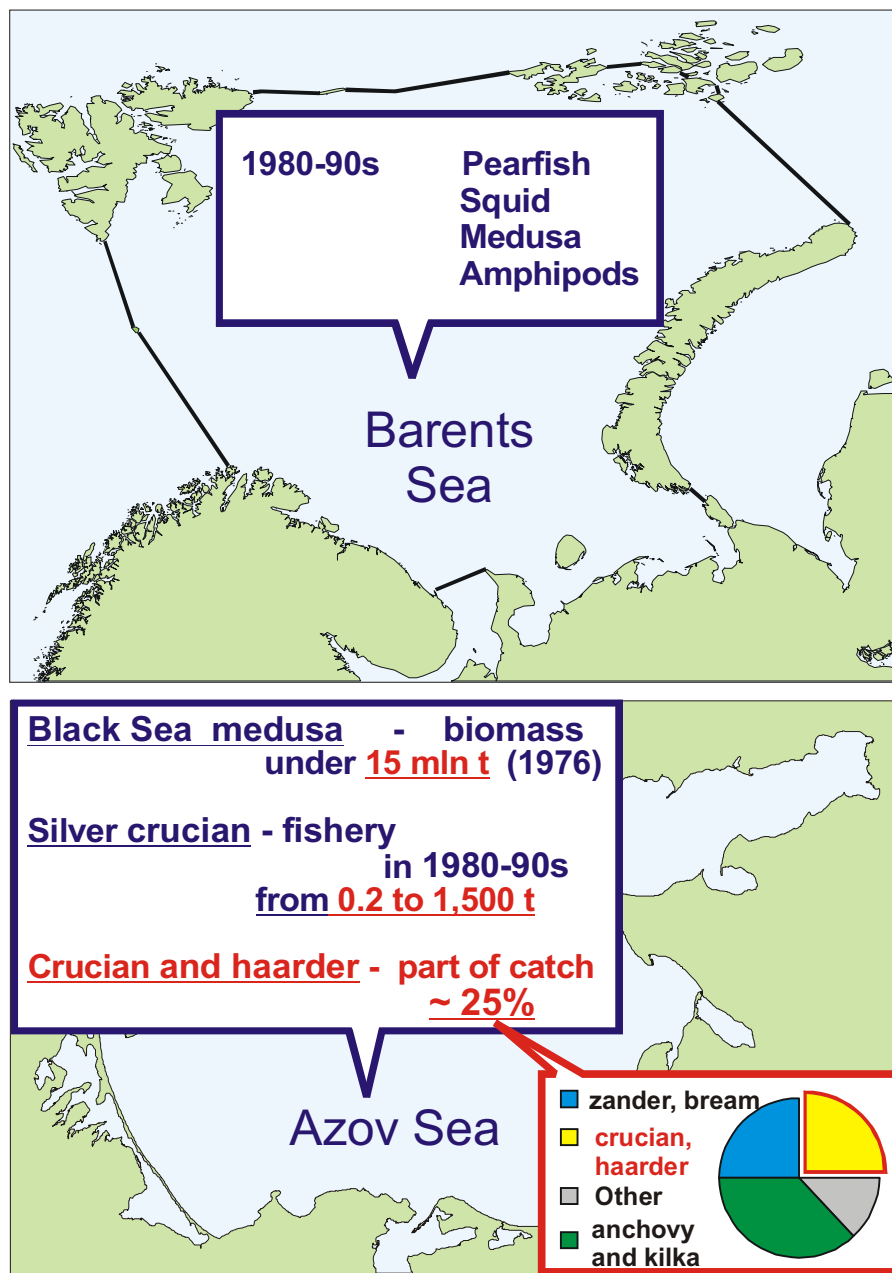 1980-90s Pearfish
Squid
Medusa
Amphipods
Barents
Sea
Black Sea medusa - biomass
under 15 mln t (1976)
Silver crucian - fishery
in 1980-90s
from 0.2 to 1,500 t
Crucian and haarder - part of catch
~ 25%
Azov Sea
zander, bream
crucian,
haarder
Other
anchovy
and kilka